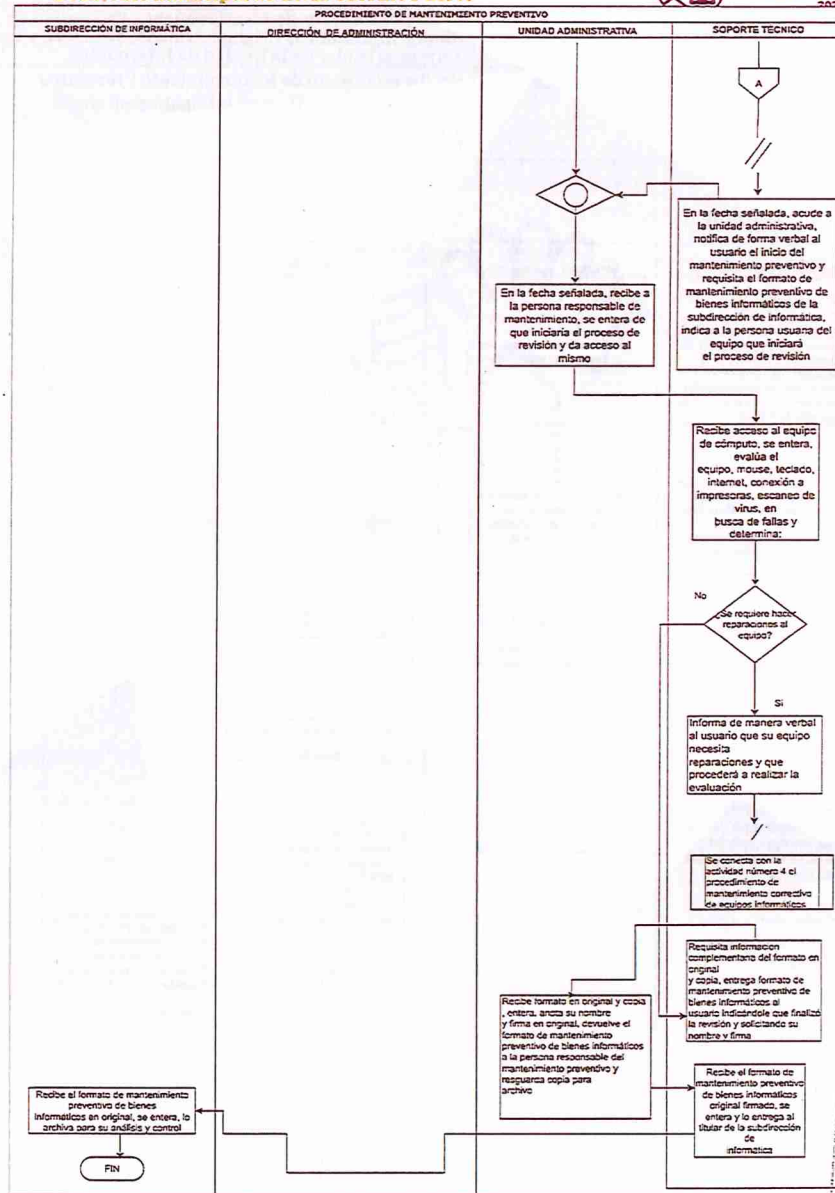 PROCEDIMIENTO DE MANTENIMIENTO PREVENTIVO
SUBDIRECCIÓN DE INFORMÁTICA
DIRECCIÓN DE ADMINISTRACIÓN
UNIDAD ADMINISTRATIVA
SOPORTE TECNICO
A
En la fecha señalada, acude a
la unidad administrativa,
notifica de forma verbal al
usuario el inicio del
mantenimiento preventivo y
requisita el formato de
mantenimiento preventivo de
bienes informáticos de la
subdirección de informática,
indica a la persona usuaria del
equipo que iniciará
el proceso de revisión
En la fecha señalada, recibe a
la persona responsable de
mantenimiento, se entera de
que iniciaría el proceso de
revisión y da acceso al
mismo
Recibe acceso al equipo
de cómputo, se entera,
evalúa el
equipo, mouse, teclado,
internet, conexión a
impresoras, escaneo de
virus, en
busca de fallas y
determina:
No
¿Se requiere hacer
reparaciones al
equipo?
Si
Informa de manera verbal
al usuario que su equipo
necesita
reparaciones y que
procederá a realizar la
evaluación
Se conecta con la
actividad número 4 el
procedimiento de
mantenimiento correctivo
de equipos informáticos
Requisita informacion
complementaria del formato en
original
y copia, entrega formato de
mantenimiento preventivo de
bienes informáticos al
usuario indicándole que finalizó
la revisión y solicitando su
nombre y firma
Recibe formato en original y copia
, entera, anota su nombre
y firma en original, devuelve el
formato de mantenimiento
preventivo de bienes informáticos
a la persona responsable del
mantenimiento preventivo y
resguarda copia para
archivo
Recibe el formato de
mantenimiento preventivo
de bienes informáticos
original firmado, se
entera y lo entrega al
titular de la subdirección
de
informática
Recibe el formato de mantenimiento
preventivo de bienes
informáticos en original, se entera, lo
archiva para su análisis y control
FIN